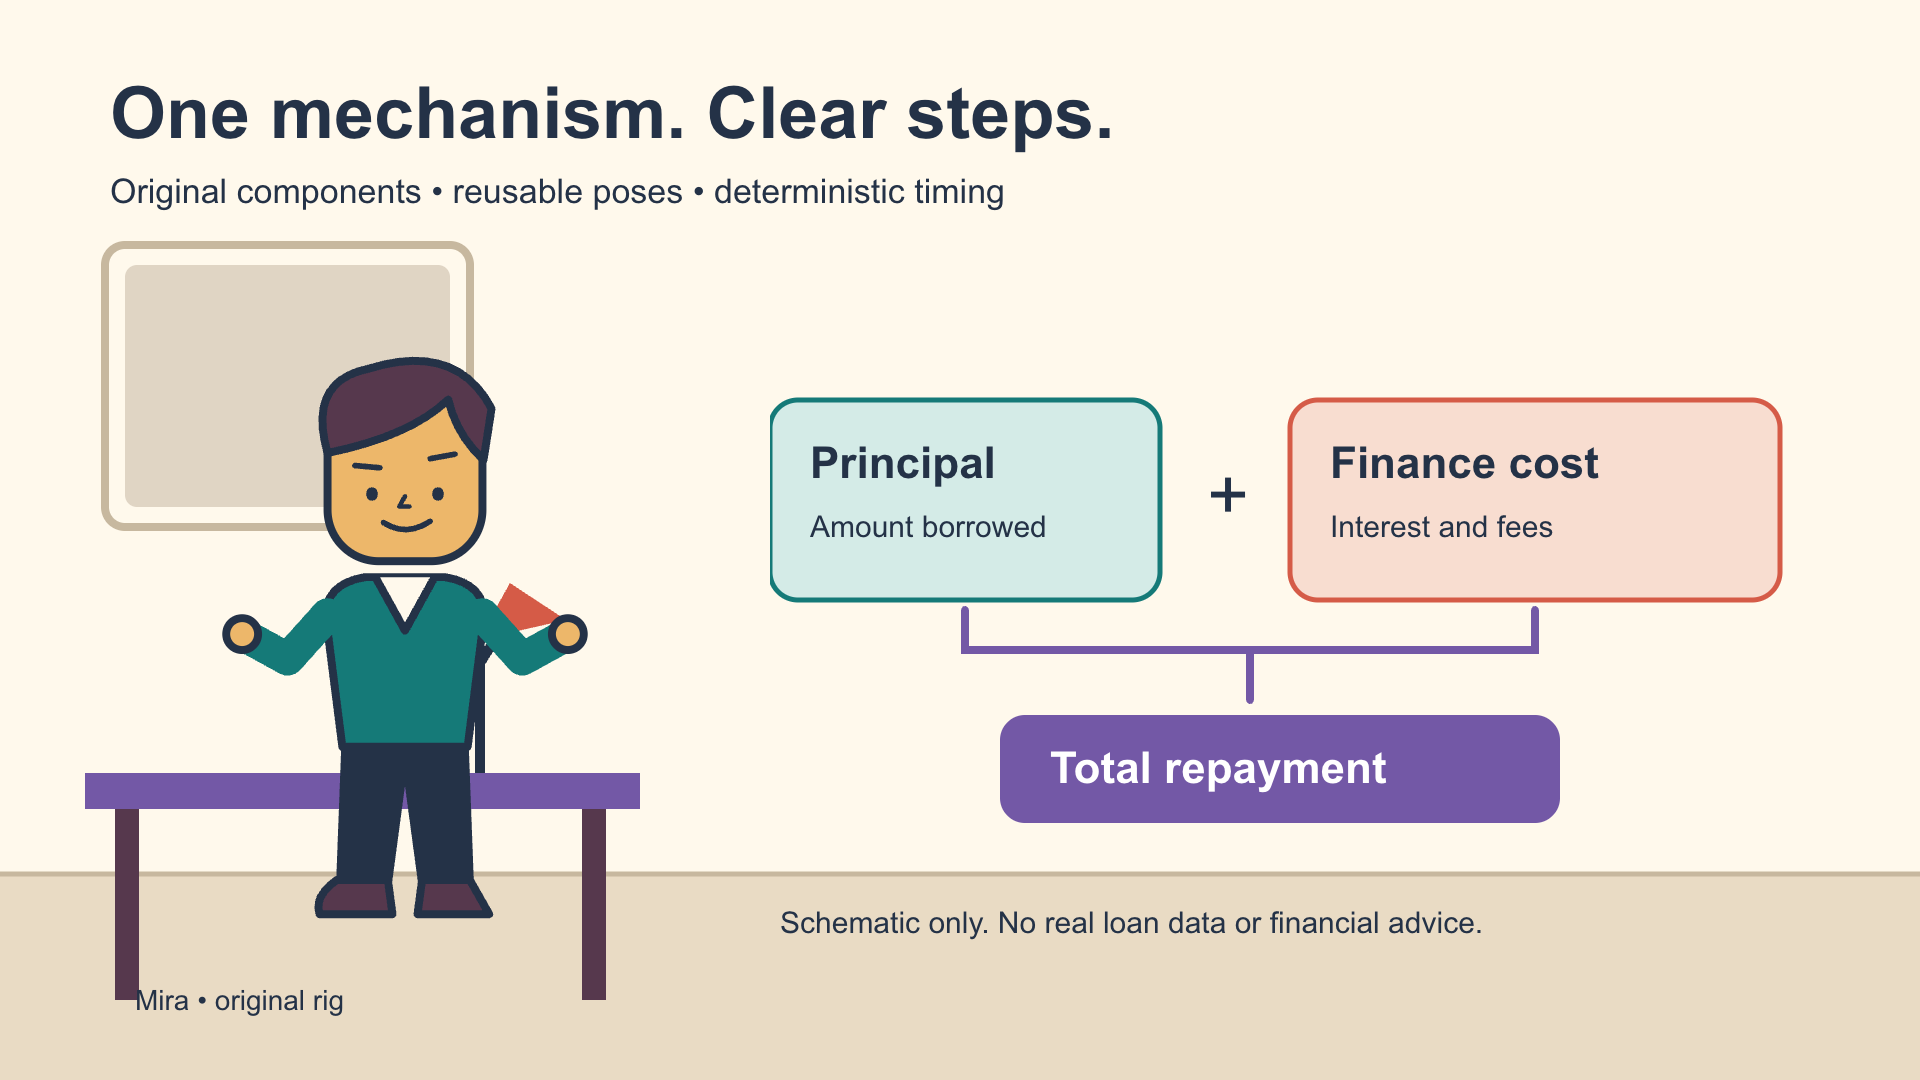 One mechanism. Clear steps.
Original components • reusable poses • deterministic timing
Principal
Amount borrowed
+
Finance cost
Interest and fees
Total repayment
Schematic only. No real loan data or financial advice.
Mira • original rig